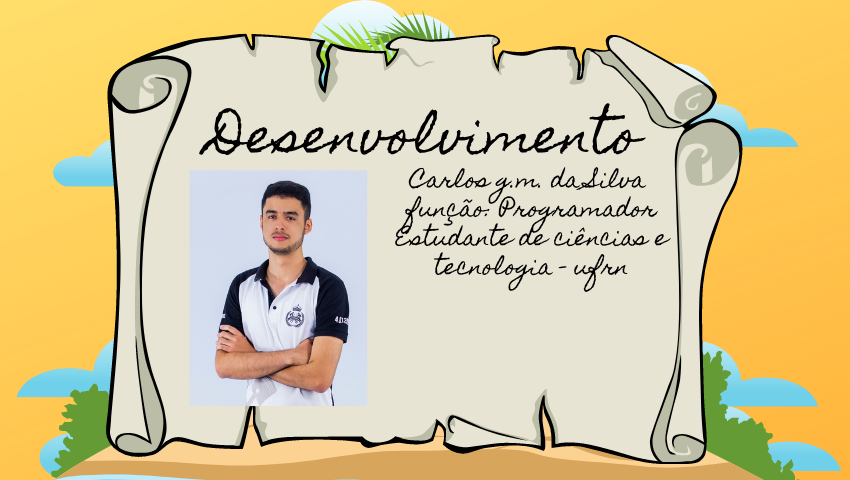 Desenvolvimento
Carlos g.m. da Silva
função: Programador
Estudante de ciências e
tecnologia - ufrn